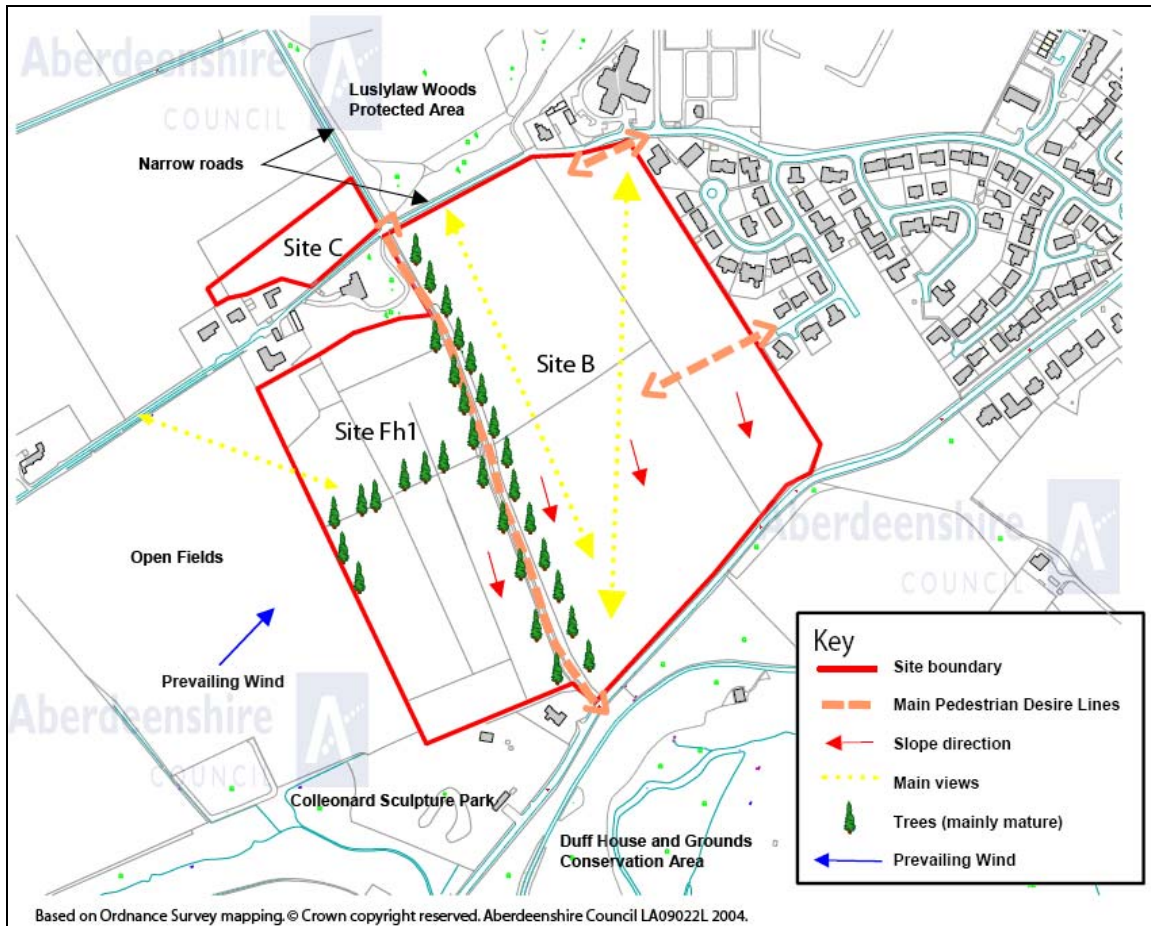 Aberdeenshire
COUNCIL
Luslylaw Woods
Protected Area
Narrow roads
Site C
Site B
Site Fh1
Open Fields
Aberdeenshire
COUNCIL
Prevailing Wind
Aberdeenshire
COUNCIL
Colleonard Sculpture Park
Duff House and Grounds
Conservation Area
Key
Site boundary
Main Pedestrian Desire Lines
Slope direction
Main views
Trees (mainly mature)
Prevailing Wind
Based on Ordnance Survey mapping. © Crown copyright reserved. Aberdeenshire Council LA09022L 2004.